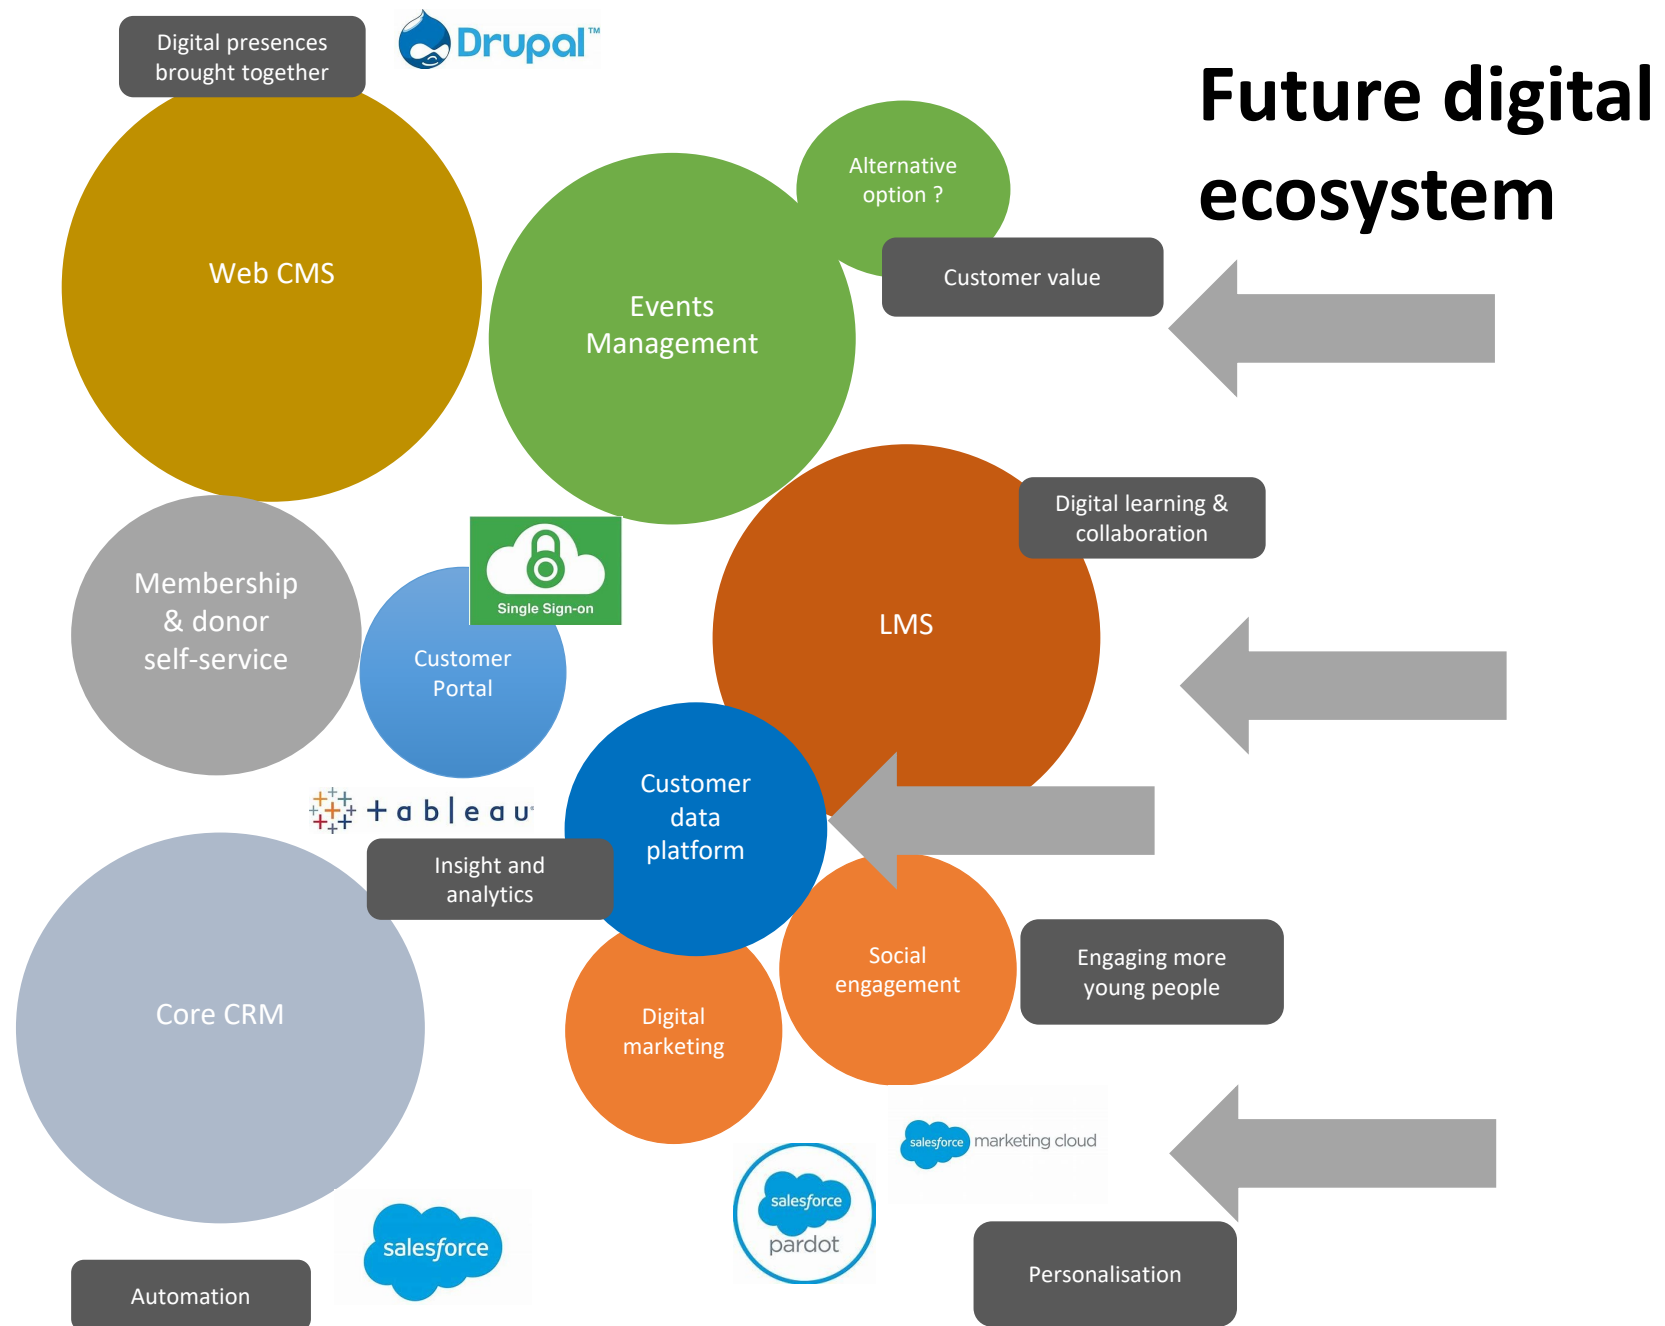 Digital presences
brought together
Drupal™
Future digital
ecosystem
Alternative
option ?
Web CMS
Events
Management
Customer value
Digital learning &
collaboration
Single Sign-on
Membership
& donor
self-service
LMS
Customer
Portal
Customer
data
platform
+ableau
Insight and
analytics
Social
engagement
Engaging more
young people
Core CRM
Digital
marketing
salesforce marketing cloud
salesforce
pardot
salesforce
Personalisation
Automation